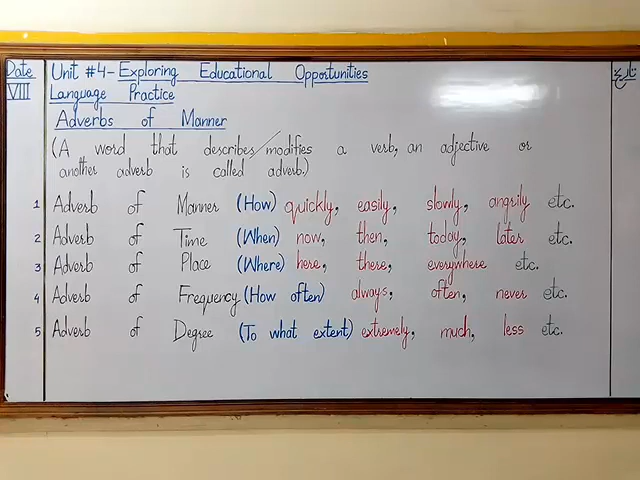 Date
VIII
Unit #4- Exploring Educational Opportunities
Language Practice
Adverbs of Manner
(A word that describes/modifies a verb, an adjective or
another adverb is called adverb.)
1 Adverb of Manner (How) quickly, easily, slowly, angrily etc.
2 Adverb of Time (When) now, then, today, later etc.
3 Adverb of Place (Where) here, there, everywhere etc.
4 Adverb of Frequency (How often) always, often, never etc.
5 Adverb of Degree (To what extent) extremely, much, less etc.
تاریخ